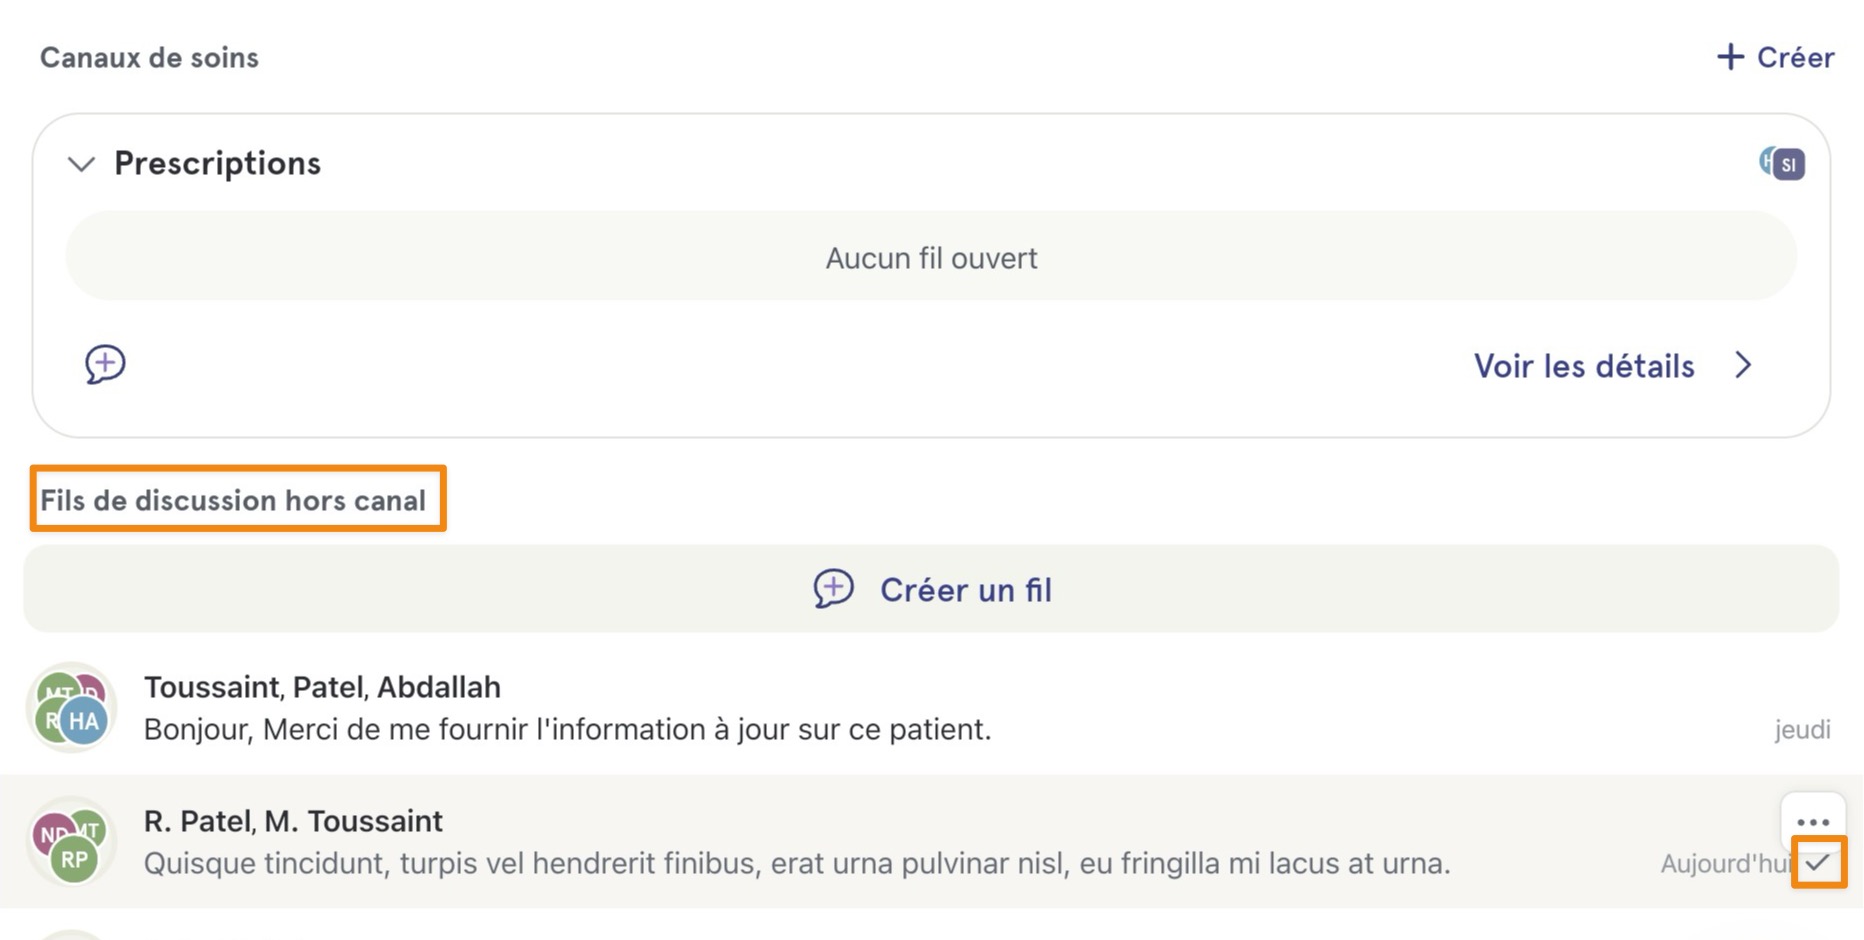 Canaux de soins
+ Créer
Prescriptions
SI
Aucun fil ouvert
Voir les détails
Fils de discussion hors canal
Créer un fil
Toussaint, Patel, Abdallah
MT
HA
Bonjour, Merci de me fournir l'information à jour sur ce patient.
jeudi
R. Patel, M. Toussaint
ND MT
RP
Quisque tincidunt, turpis vel hendrerit finibus, erat urna pulvinar nisl, eu fringilla mi lacus at urna.
Aujourd'hui